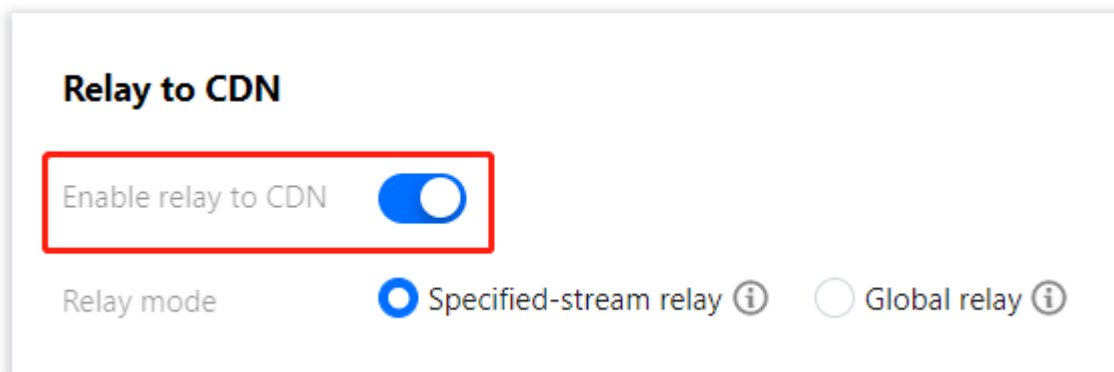 Relay to CDN
Enable relay to CDN
Relay mode Specified-stream relay Global relay